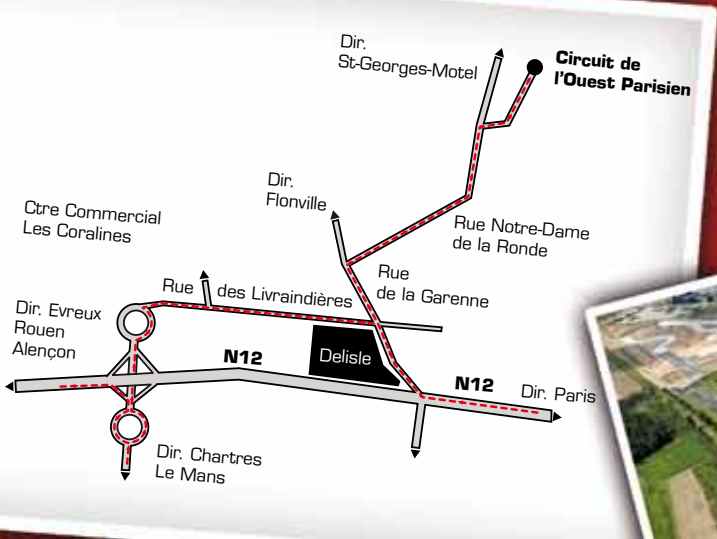 Dir.
St-Georges-Motel
Circuit de
l'Ouest Parisien
Dir.
Flonville
Ctre Commercial
Les Coralines
Rue Notre-Dame
de la Ronde
Rue
de la Garenne
Rue des Livraindières
Dir. Evreux
Rouen
Alençon
N12
Delisle
N12
Dir. Paris
Dir. Chartres
Le Mans